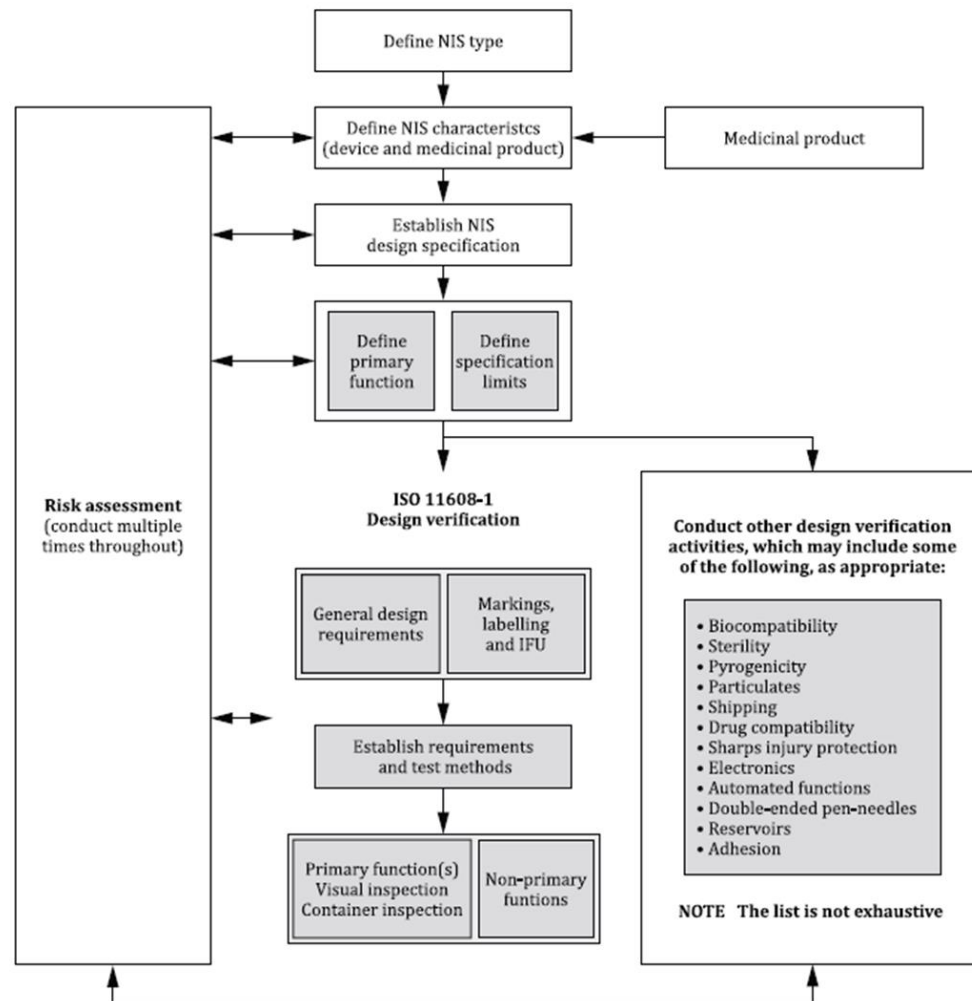 Define NIS type
Define NIS characteristcs
(device and medicinal product)
Medicinal product
Establish NIS
design specification
Define
primary
function
Define
specification
limits
Risk assessment
(conduct multiple
times throughout)
ISO 11608-1
Design verification
General design
requirements
Markings,
labelling
and IFU
Establish requirements
and test methods
Primary function(s)
Visual inspection
Container inspection
Non-primary
funtions
Conduct other design verification
activities, which may include some
of the following, as appropriate:
• Biocompatibility
• Sterility
• Pyrogenicity
• Particulates
• Shipping
• Drug compatibility
• Sharps injury protection
• Electronics
• Automated functions
• Double-ended pen-needles
• Reservoirs
• Adhesion
NOTE The list is not exhaustive